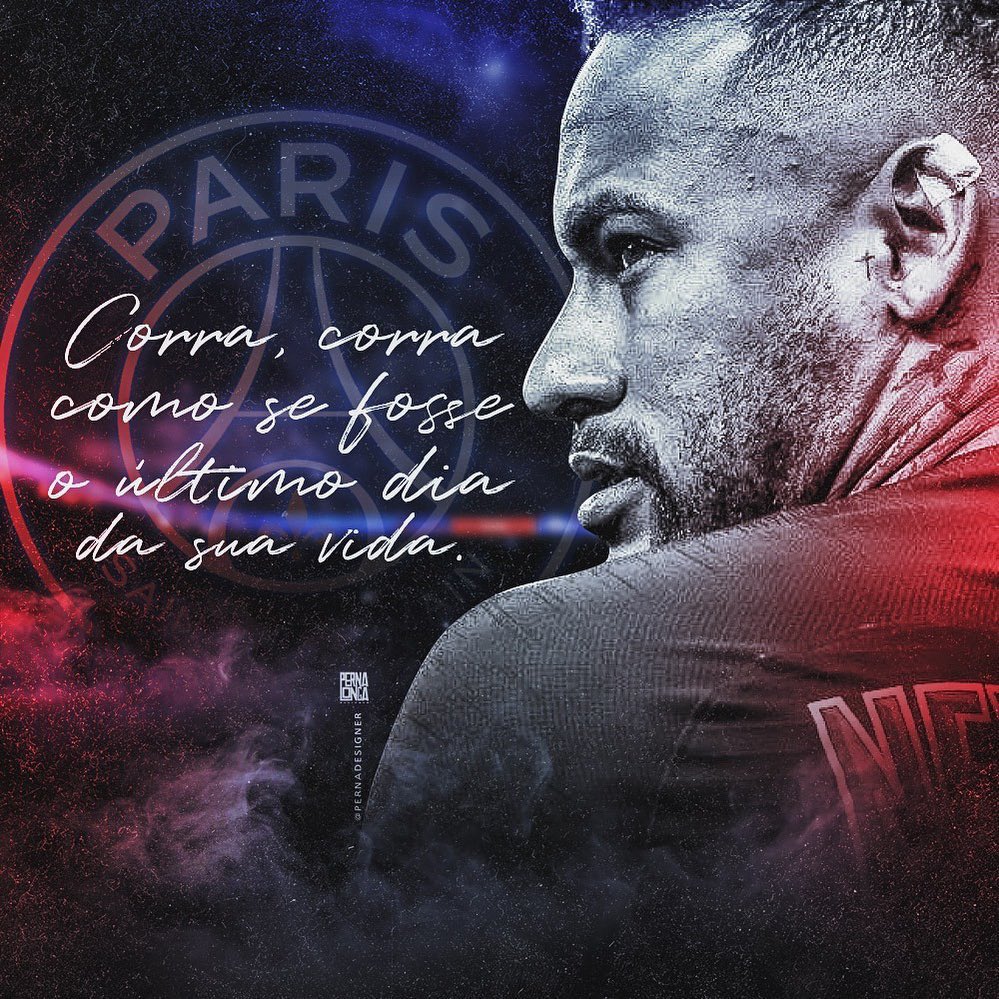 PARIS
Corra, corra
como se fosse
o último dia
da sua vida.
PERNA
LONGA
@PERNADESIGNER